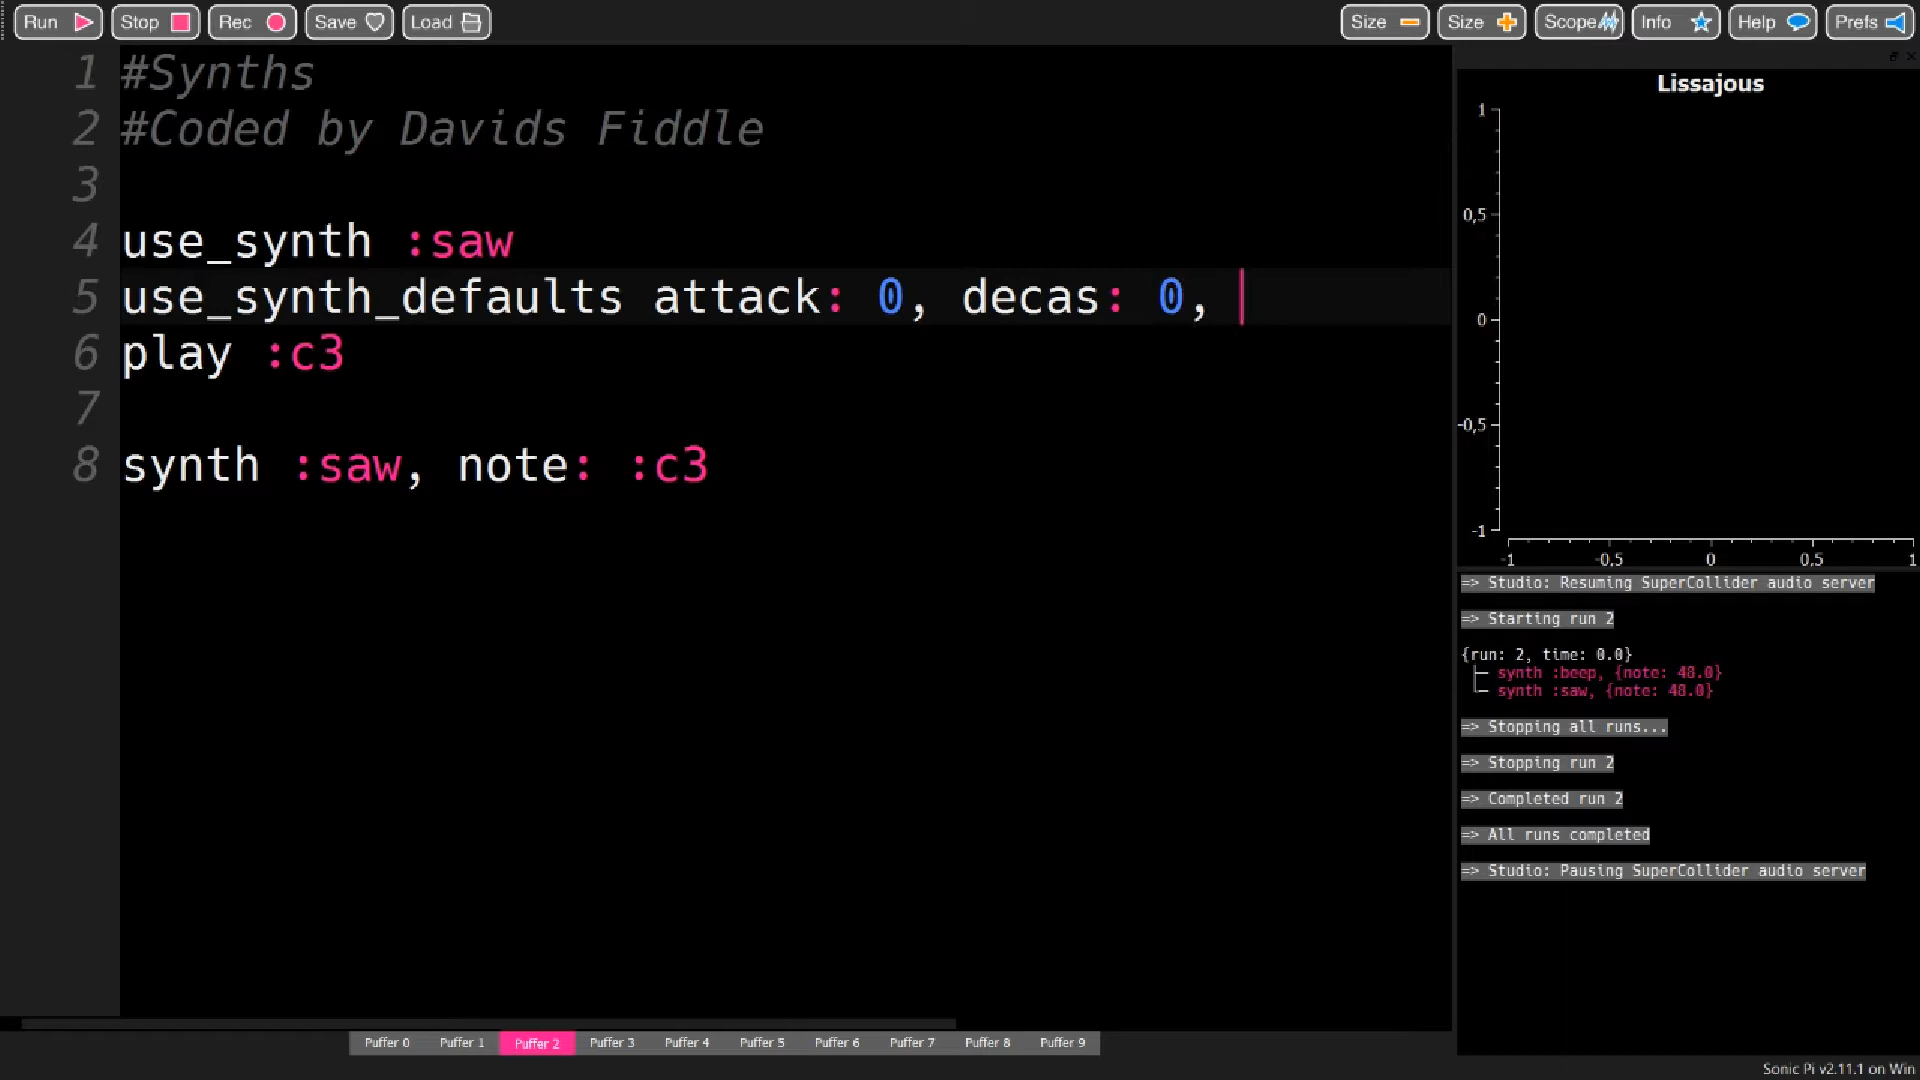 Run Stop Rec Save Load Size Size Scope Info Help Prefs
1 #Synths
2 #Coded by Davids Fiddle
3
4 use_synth :saw
5 use_synth_defaults attack: 0, decas: 0,
6 play :c3
7
8 synth :saw, note: :c3
Lissajous
1
0,5
0
-0,5
-1
-1 -0,5 0 0,5 1
=> Studio: Resuming SuperCollider audio server
=> Starting run 2
{run: 2, time: 0.0}
├─ synth :beep, {note: 48.0}
└─ synth :saw, {note: 48.0}
=> Stopping all runs...
=> Stopping run 2
=> Completed run 2
=> All runs completed
=> Studio: Pausing SuperCollider audio server
Puffer 0 Puffer 1 Puffer 2 Puffer 3 Puffer 4 Puffer 5 Puffer 6 Puffer 7 Puffer 8 Puffer 9
Sonic Pi v2.11.1 on Win